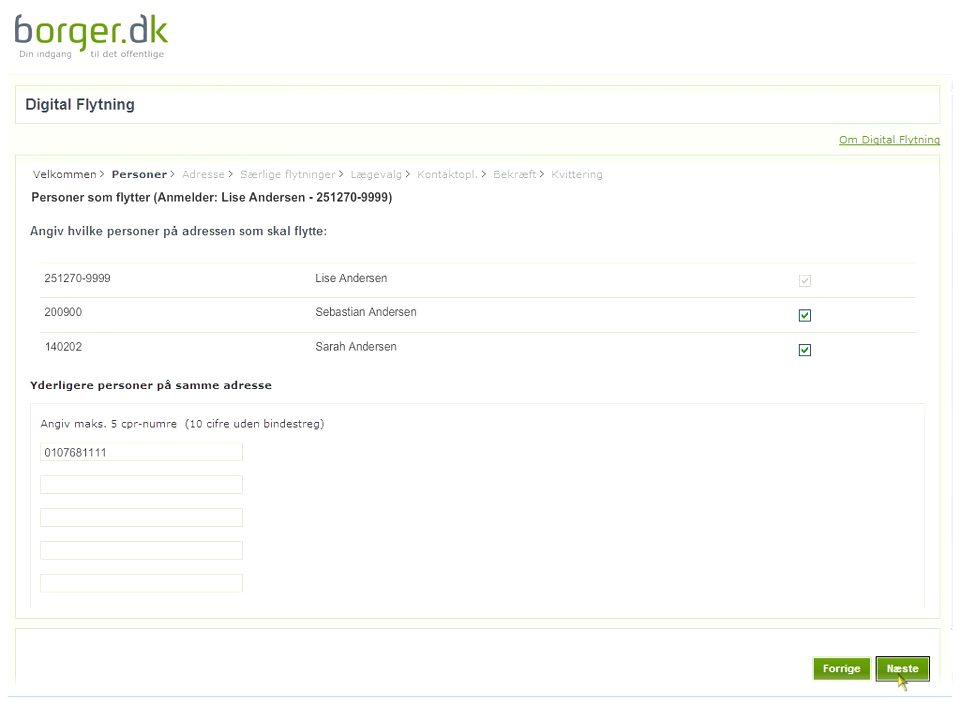 borger.dk
Din indgang til det offentlige
Digital Flytning
Om Digital Flytning
Velkommen > Personer > Adresse > Særlige flytninger > Lægevalg > Kontaktopl. > Bekræft > Kvittering
Personer som flytter (Anmelder: Lise Andersen - 251270-9999)
Angiv hvilke personer på adressen som skal flytte:
251270-9999 Lise Andersen
200900 Sebastian Andersen
140202 Sarah Andersen
Yderligere personer på samme adresse
Angiv maks. 5 cpr-numre (10 cifre uden bindestreg)
0107681111
Forrige Næste